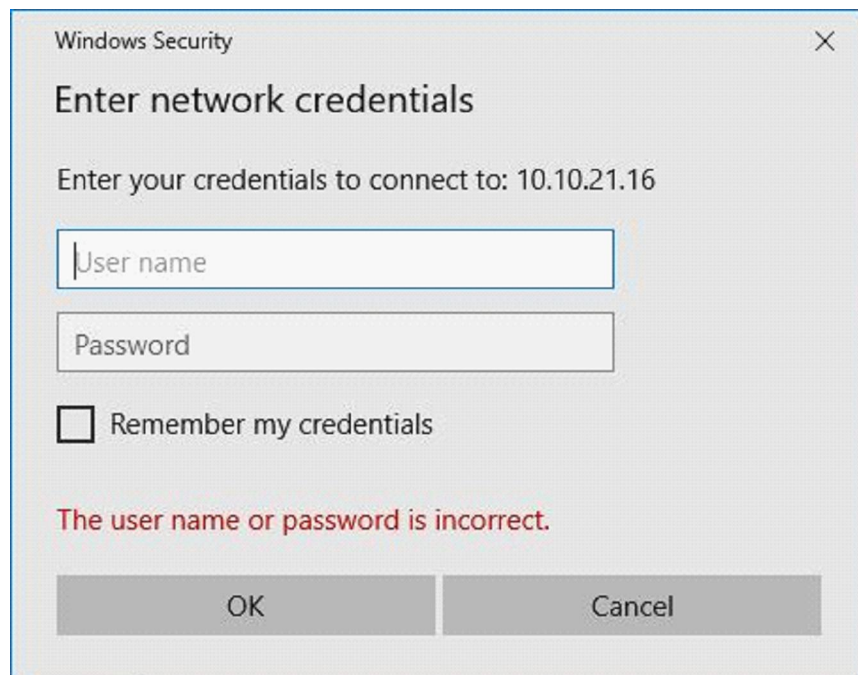 Windows Security
Enter network credentials
Enter your credentials to connect to: 10.10.21.16
User name
Password
Remember my credentials
The user name or password is incorrect.
OK Cancel